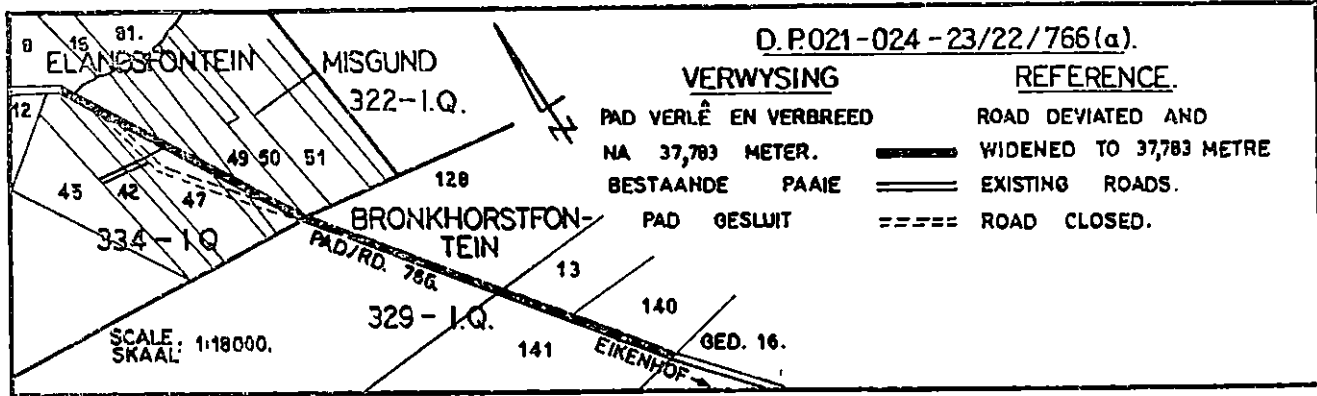 D.P.021-024-23/22/766(a).
VERWYSING
REFERENCE.
PAD VERLÊ EN VERBREED
NA 37,783 METER.
ROAD DEVIATED AND
WIDENED TO 37,783 METRE
BESTAANDE PAAIE
EXISTING ROADS.
PAD GESLUIT
ROAD CLOSED.
15 81.
ELANDSFONTEIN
MISGUND
322-I.Q.
12
49 50 51
128
45 42 47
334-I.Q
BRONKHORSTFON-
TEIN
PAD/RD. 766.
13
329-I.Q.
140
SCALE.
SKAAL: 1:18000.
141
EIKENHOF
GED. 16.